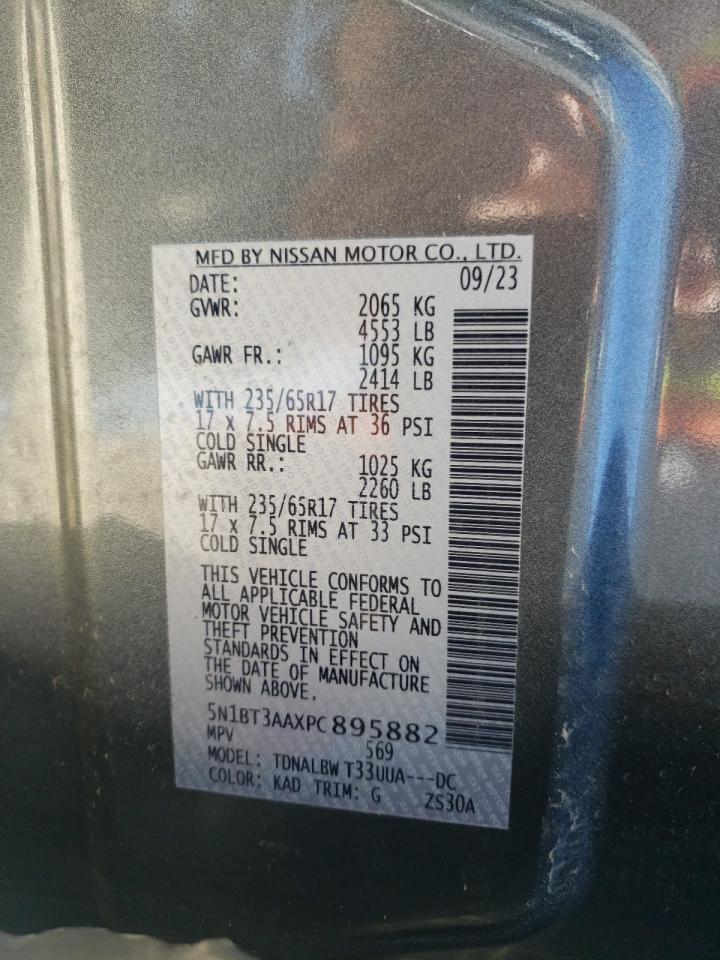 MFD BY NISSAN MOTOR CO., LTD.
DATE: 09/23
GVWR: 2065 KG
4553 LB
GAWR FR.: 1095 KG
2414 LB
WITH 235/65R17 TIRES
17 x 7.5 RIMS AT 36 PSI
COLD SINGLE
GAWR RR.: 1025 KG
2260 LB
WITH 235/65R17 TIRES
17 x 7.5 RIMS AT 33 PSI
COLD SINGLE
THIS VEHICLE CONFORMS TO
ALL APPLICABLE FEDERAL
MOTOR VEHICLE SAFETY AND
THEFT PREVENTION
STANDARDS IN EFFECT ON
THE DATE OF MANUFACTURE
SHOWN ABOVE.
5N1BT3AAXPC895882
MPV 569
MODEL: TDNALBW T33UUA---DC
COLOR: KAD TRIM: G ZS30A